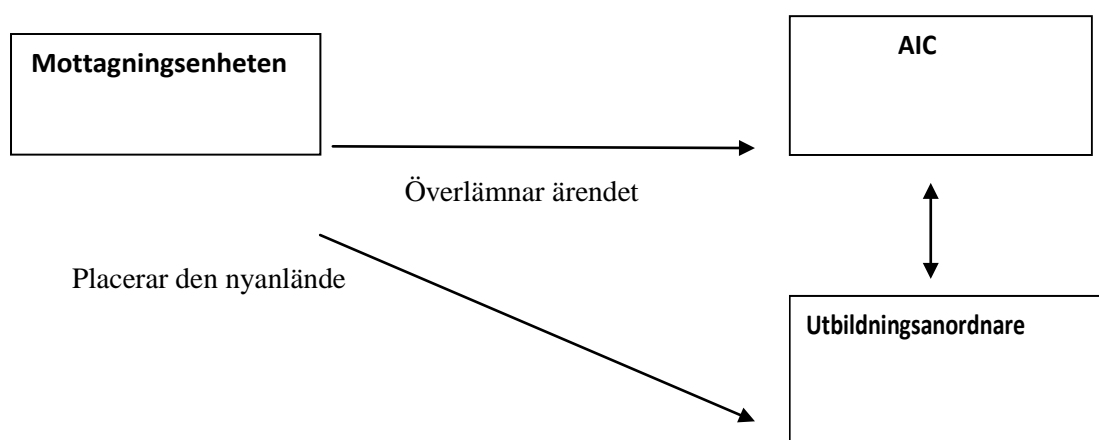 Mottagningsenheten
AIC
Överlämnar ärendet
Placerar den nyanlände
Utbildningsanordnare